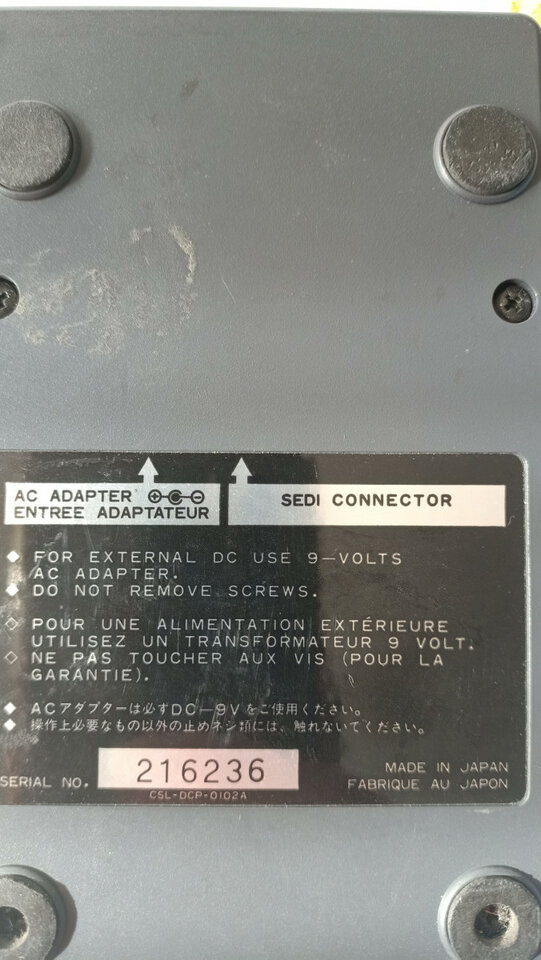 AC ADAPTER
ENTREE ADAPTATEUR
SEDI CONNECTOR
◆ FOR EXTERNAL DC USE 9-VOLTS
AC ADAPTER.
◆ DO NOT REMOVE SCREWS.
◇ POUR UNE ALIMENTATION EXTÉRIEURE
UTILISEZ UN TRANSFORMATEUR 9 VOLT.
◇ NE PAS TOUCHER AUX VIS (POUR LA
GARANTIE).
◆ ACアダプターは必ずDC-9Vをご使用ください。
◆ 操作上必要なもの以外の止めネジ類には、触れないでください。
SERIAL NO. 216236
CSL-DCP-0102A
MADE IN JAPAN
FABRIQUE AU JAPON